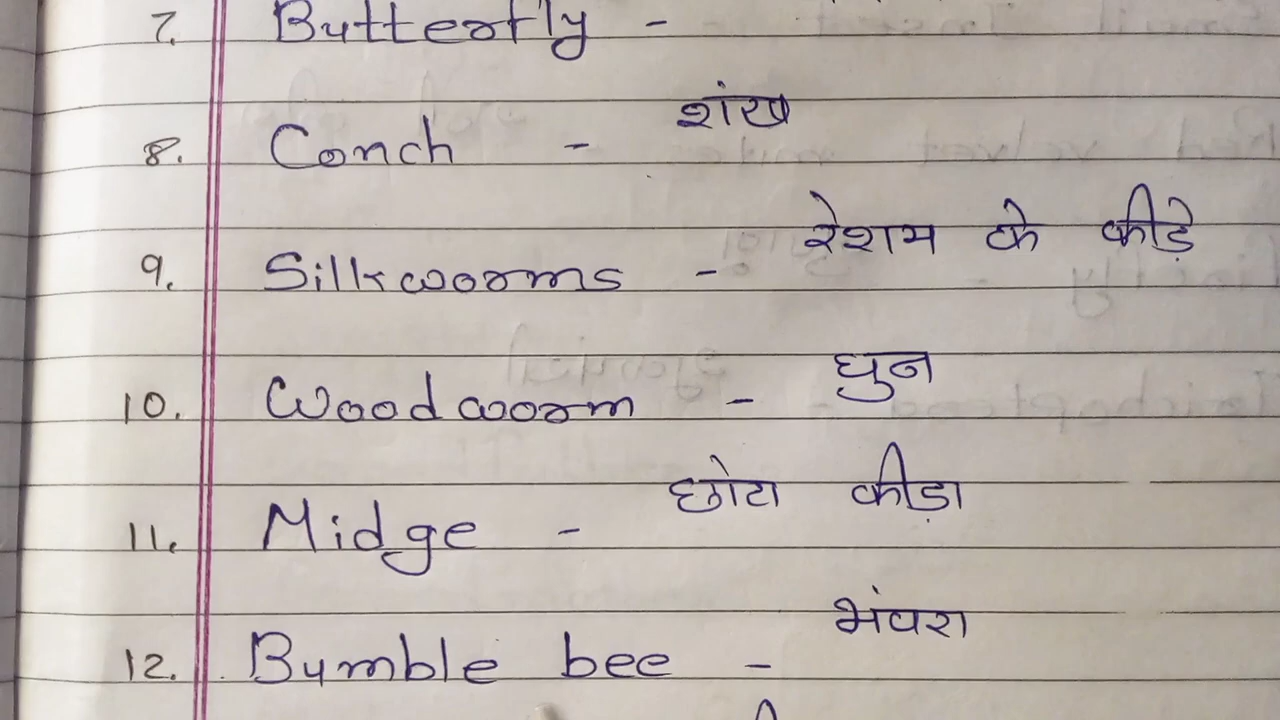 7. Butterfly -
8. Conch - शंख
9. Silkworms - रेशम के कीड़े
10. Woodworm - घुन
11. Midge - छोटा कीड़ा
12. Bumble bee - भंवरा